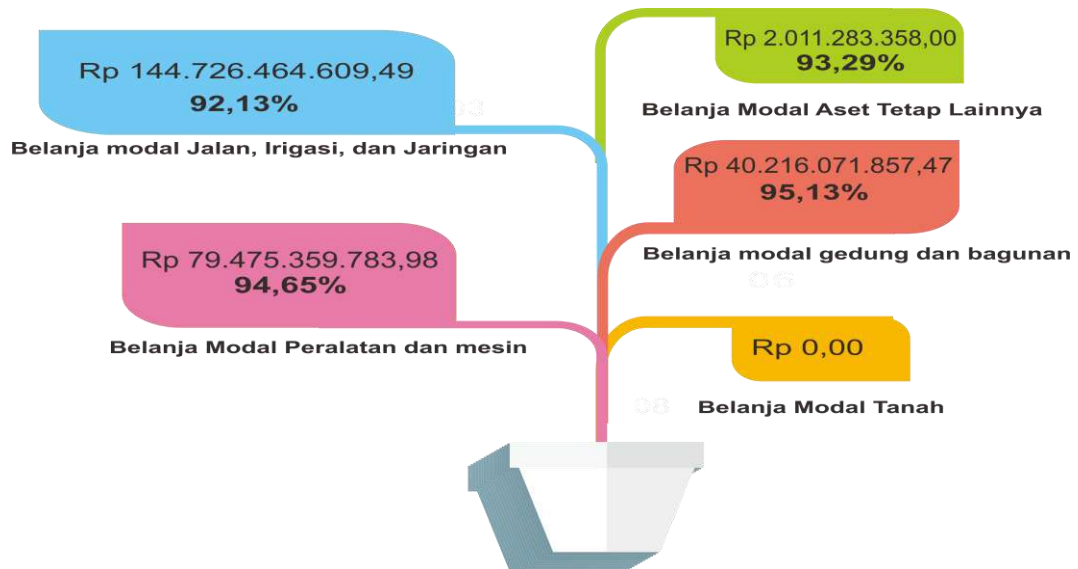 Rp 144.726.464.609,49
92,13%
03
Belanja modal Jalan, Irigasi, dan Jaringan
Rp 2.011.283.358,00
93,29%
Belanja Modal Aset Tetap Lainnya
Rp 40.216.071.857,47
95,13%
Belanja modal gedung dan bagunan
06
Rp 79.475.359.783,98
94,65%
Belanja Modal Peralatan dan mesin
Rp 0,00
08 Belanja Modal Tanah